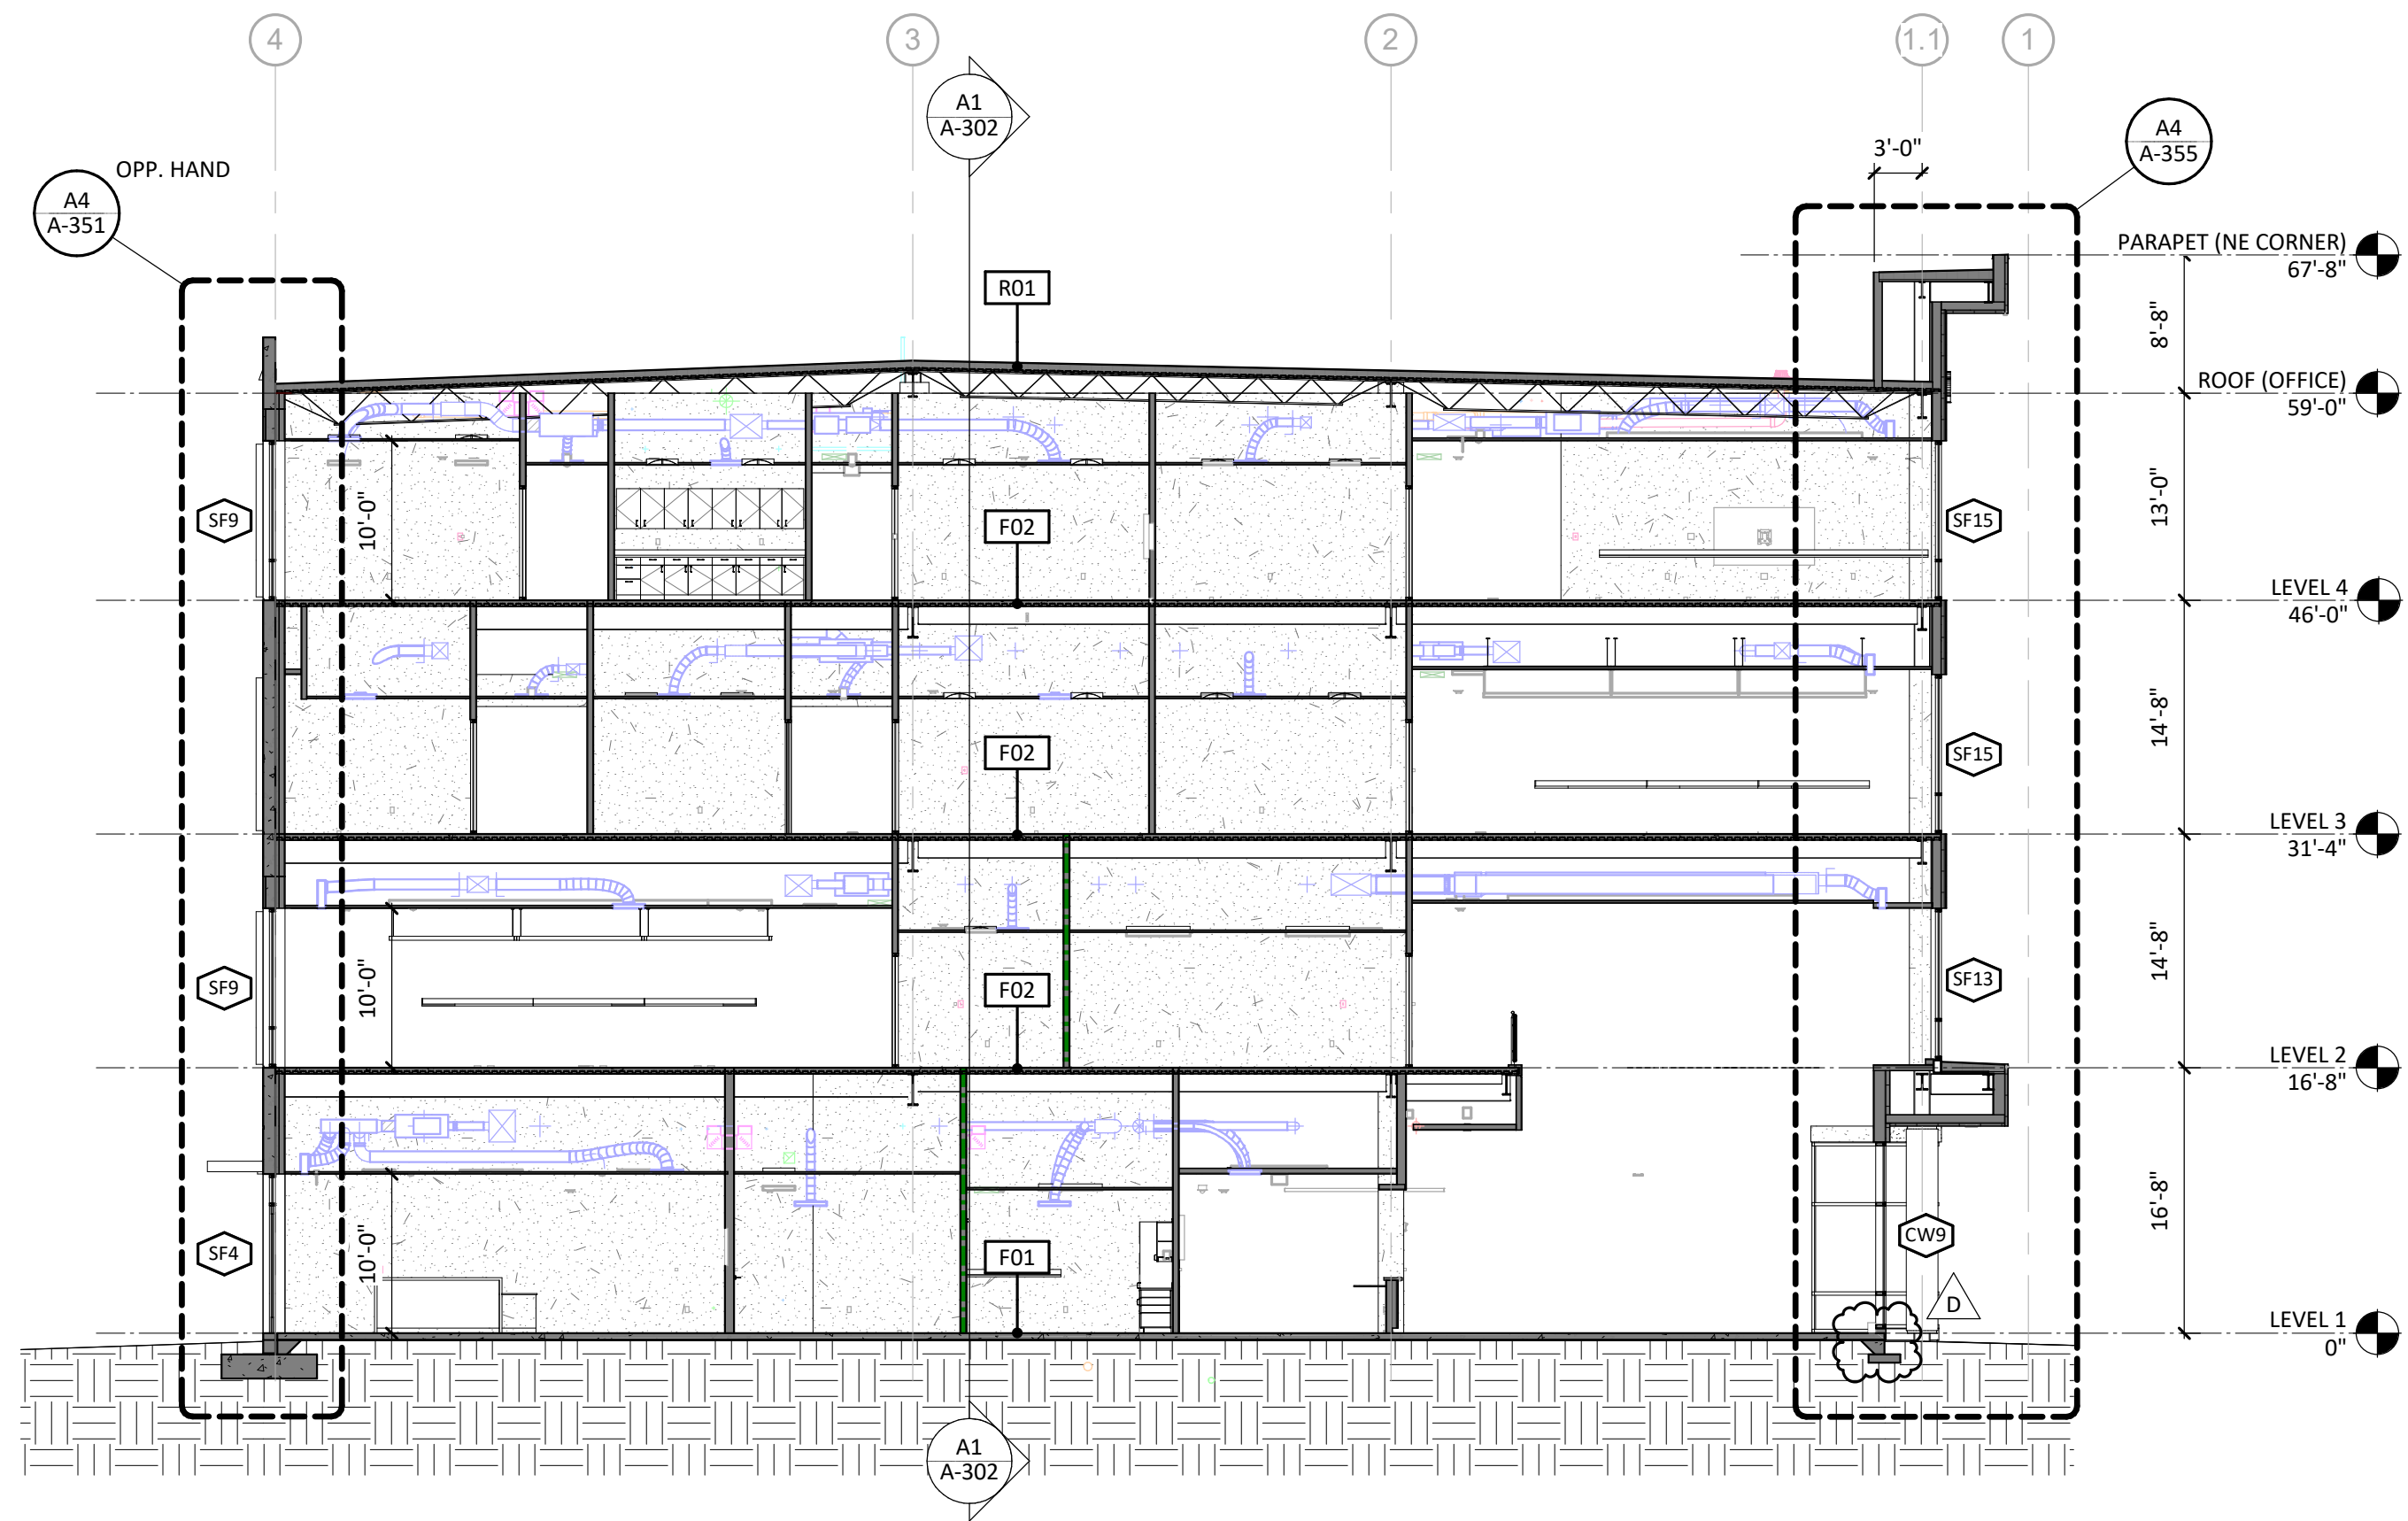 4
3
2
1.1
1
A1
A-302
A4
A-355
3'-0"
OPP. HAND
A4
A-351
PARAPET (NE CORNER)
67'-8"
R01
8'-8"
ROOF (OFFICE)
59'-0"
SF9
10'-0"
F02
SF15
13'-0"
LEVEL 4
46'-0"
F02
SF15
14'-8"
LEVEL 3
31'-4"
SF9
10'-0"
F02
SF13
14'-8"
LEVEL 2
16'-8"
SF4
10'-0"
F01
CW9
16'-8"
D
LEVEL 1
0"
A1
A-302